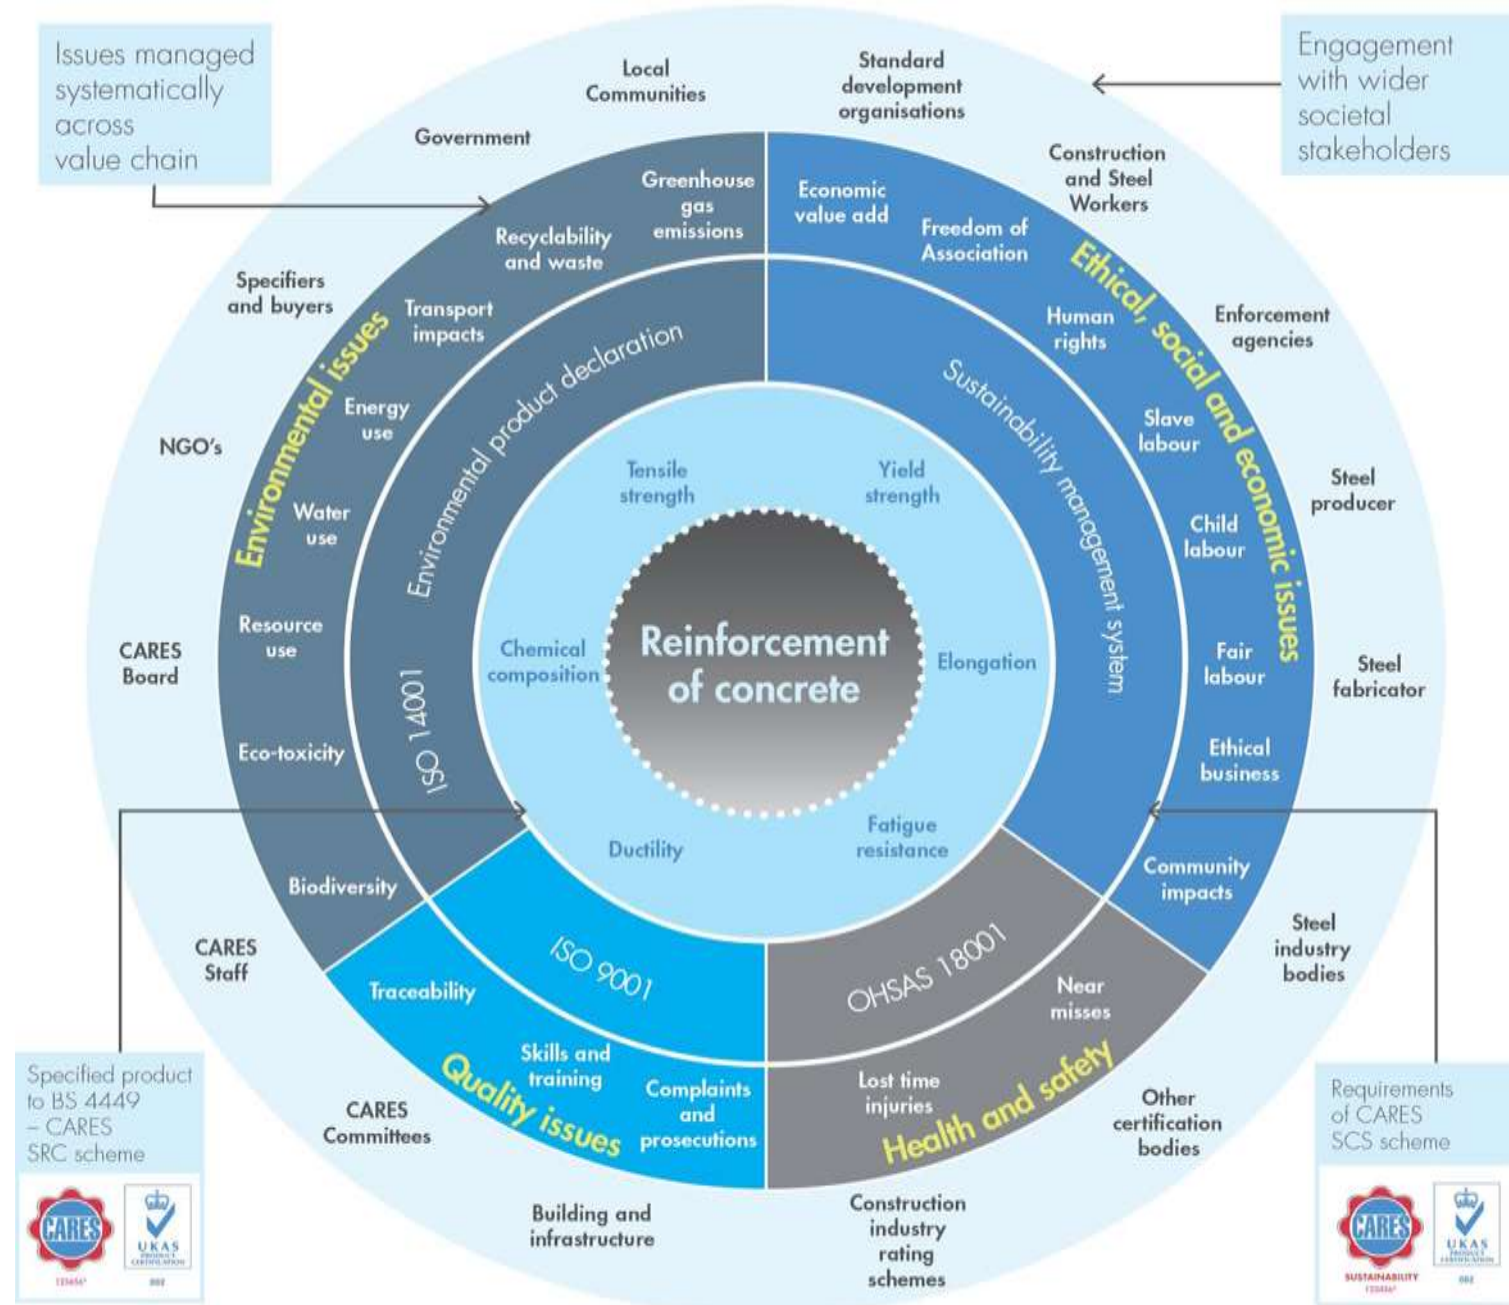 Issues managed
systematically
across
value chain
Engagement
with wider
societal
stakeholders
Local
Communities
Standard
development
organisations
Government
Construction
and Steel
Workers
Specifiers
and buyers
Enforcement
agencies
NGO's
Steel
producer
CARES
Board
Steel
fabricator
CARES
Staff
Steel
industry
bodies
CARES
Committees
Other
certification
bodies
Building and
infrastructure
Construction
industry
rating
schemes
Environmental issues
Greenhouse
gas
emissions
Recyclability
and waste
Transport
impacts
Energy
use
Water
use
Resource
use
Eco-toxicity
Biodiversity
Ethical, social and economic issues
Economic
value add
Freedom of
Association
Human
rights
Slave
labour
Child
labour
Fair
labour
Ethical
business
Community
impacts
Quality issues
Traceability
Skills and
training
Complaints
and
prosecutions
Health and safety
Near
misses
Lost time
injuries
ISO 14001
Environmental product declaration
Sustainability management system
ISO 9001
OHSAS 18001
Tensile
strength
Yield
strength
Chemical
composition
Elongation
Ductility
Fatigue
resistance
Reinforcement
of concrete
Specified product
to BS 4449
– CARES
SRC scheme
CARES
UKAS
PRODUCT
CERTIFICATION
Requirements
of CARES
SCS scheme
CARES
SUSTAINABILITY
UKAS
PRODUCT
CERTIFICATION